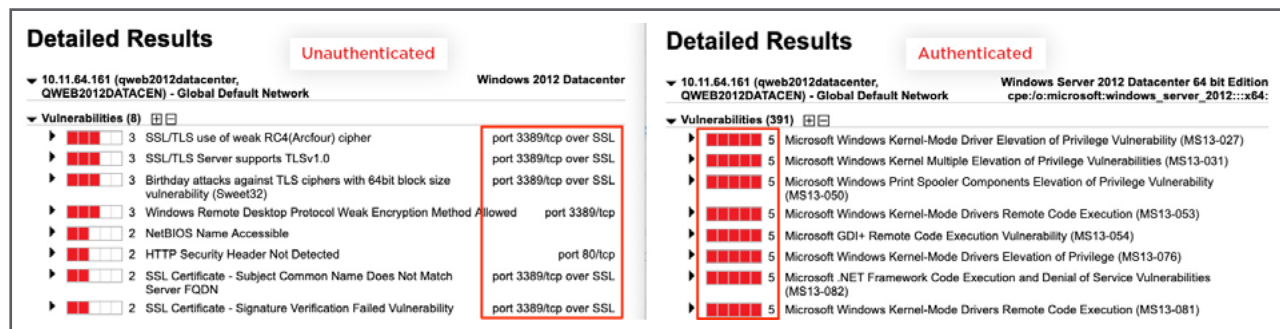 Detailed Results
Unauthenticated
10.11.64.161 (qweb2012datacenter, Windows 2012 Datacenter
QWEB2012DATACEN) - Global Default Network
Vulnerabilities (8)
3 SSL/TLS use of weak RC4(Arcfour) cipher port 3389/tcp over SSL
3 SSL/TLS Server supports TLSv1.0 port 3389/tcp over SSL
3 Birthday attacks against TLS ciphers with 64bit block size port 3389/tcp over SSL
vulnerability (Sweet32)
3 Windows Remote Desktop Protocol Weak Encryption Method Allowed port 3389/tcp
2 NetBIOS Name Accessible
2 HTTP Security Header Not Detected port 80/tcp
2 SSL Certificate - Subject Common Name Does Not Match port 3389/tcp over SSL
Server FQDN
2 SSL Certificate - Signature Verification Failed Vulnerability port 3389/tcp over SSL
Detailed Results
Authenticated
10.11.64.161 (qweb2012datacenter, Windows Server 2012 Datacenter 64 bit Edition
QWEB2012DATACEN) - Global Default Network cpe:/o:microsoft:windows_server_2012:::x64:
Vulnerabilities (391)
5 Microsoft Windows Kernel-Mode Driver Elevation of Privilege Vulnerability (MS13-027)
5 Microsoft Windows Kernel Multiple Elevation of Privilege Vulnerabilities (MS13-031)
5 Microsoft Windows Print Spooler Components Elevation of Privilege Vulnerability
(MS13-050)
5 Microsoft Windows Kernel-Mode Drivers Remote Code Execution (MS13-053)
5 Microsoft GDI+ Remote Code Execution Vulnerability (MS13-054)
5 Microsoft Windows Kernel-Mode Drivers Elevation of Privilege (MS13-076)
5 Microsoft .NET Framework Code Execution and Denial of Service Vulnerabilities
(MS13-082)
5 Microsoft Windows Kernel-Mode Drivers Remote Code Execution (MS13-081)